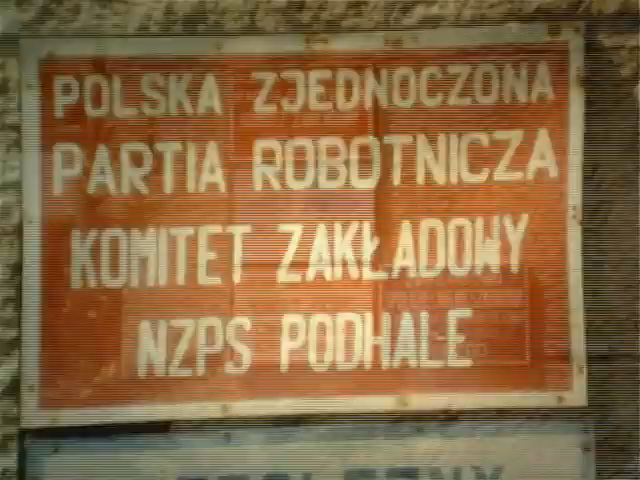 POLSKA ZJEDNOCZONA
PARTIA ROBOTNICZA
KOMITET ZAKŁADOWY
NZPS PODHALE